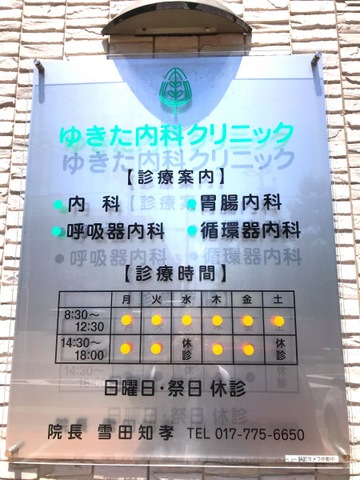 ゆきた内科クリニック
【診療案内】
●内科 ●胃腸内科
●呼吸器内科 ●循環器内科
【診療時間】
月 火 水 木 金 土
8:30〜12:30 ● ● ● ● ● ●
14:30〜18:00 ● ● 休診 ● ● 休診
日曜日・祭日 休診
院長 雪田知孝 TEL 017-775-6650